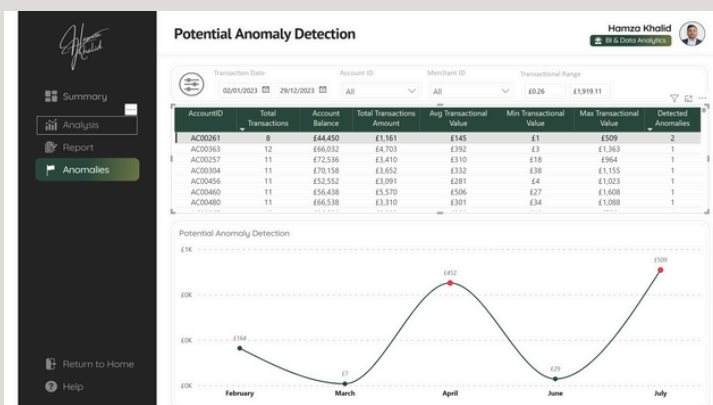 Potential Anomaly Detection
Hamza Khalid
BI & Data Analytics
Summary
Analysis
Report
Anomalies
Return to Home
Help
Transaction Date
Account ID
Merchant ID
Transactional Range
02/01/2023
29/12/2023
All
All
£0.26
£1,919.11
AccountID Total Transactions Account Balance Total Transactions Amount Avg Transactional Value Min Transactional Value Max Transactional Value Detected Anomalies
AC00261 8 £44,450 £1,161 £145 £1 £509 2
AC00363 12 £66,032 £4,703 £392 £3 £1,363 1
AC00257 11 £72,536 £3,410 £310 £18 £964 1
AC00304 11 £70,158 £3,652 £332 £38 £1,155 1
AC00456 11 £52,552 £3,091 £281 £4 £1,023 1
AC00460 11 £56,438 £5,570 £506 £27 £1,608 1
AC00480 11 £66,538 £3,310 £301 £34 £1,088 1
Potential Anomaly Detection
£1K
£0K
£0K
£0K
£164
£7
£452
£29
£509
February
March
April
June
July